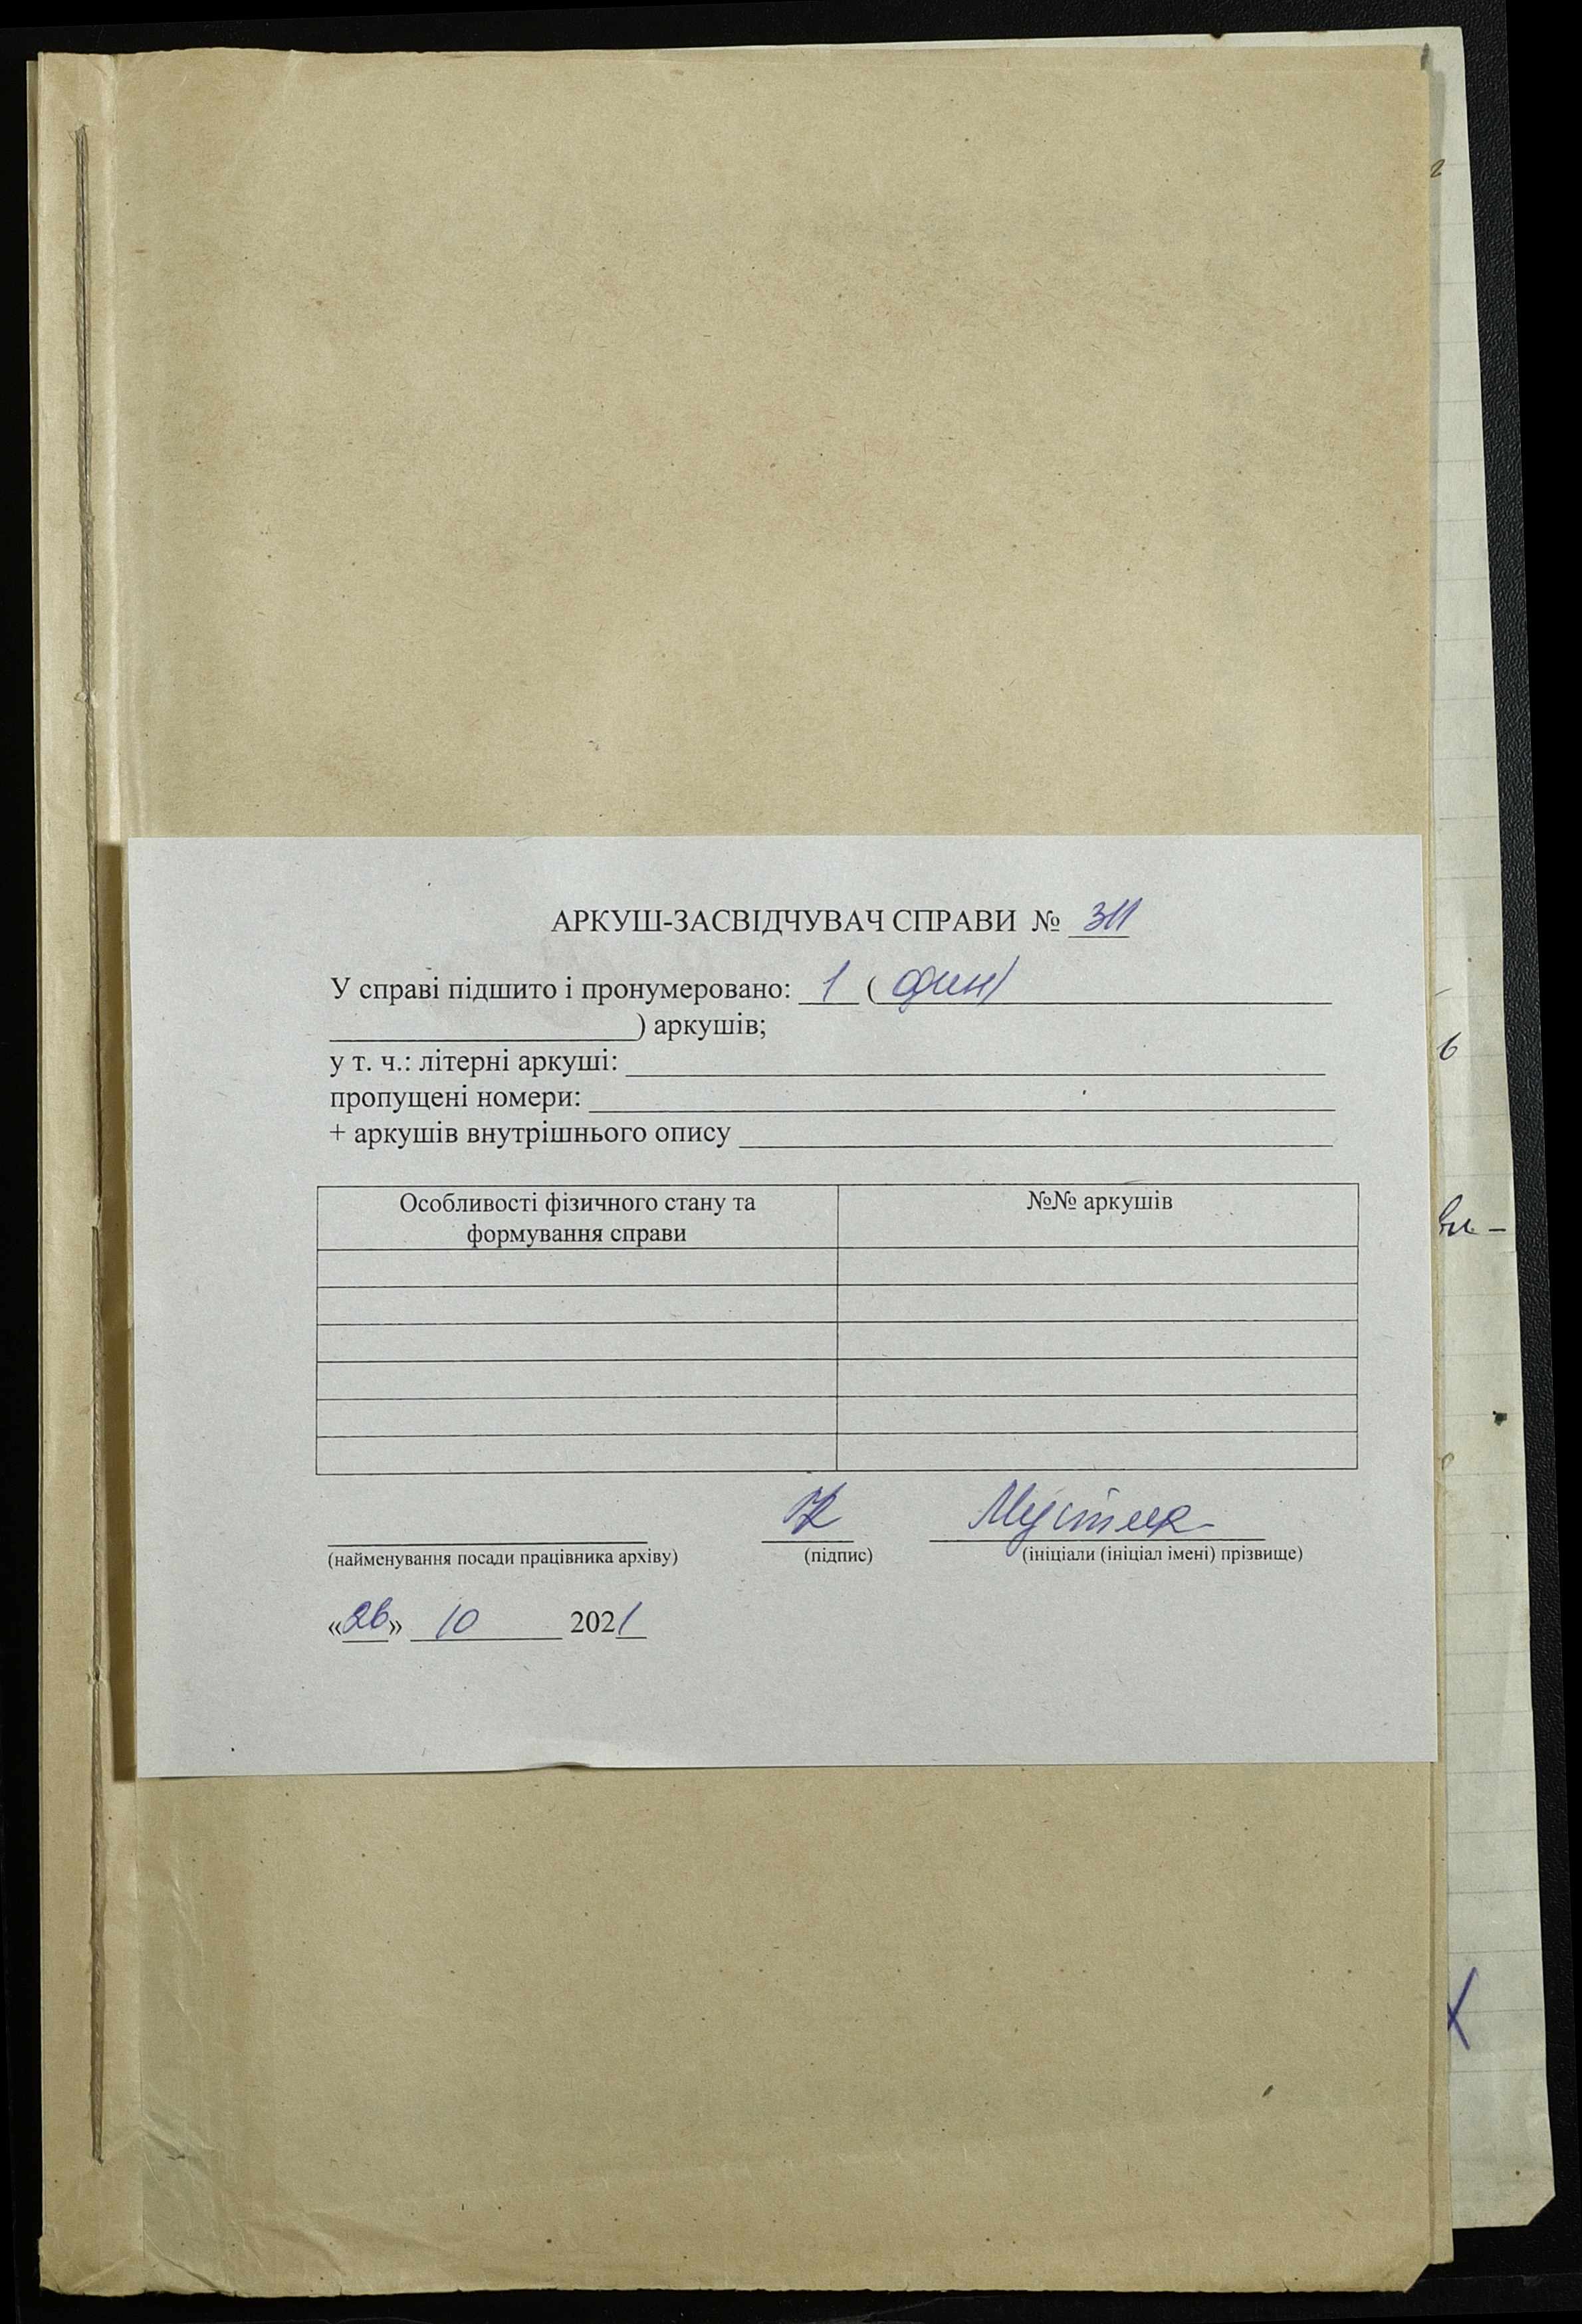 АРКУШ-ЗАСВІДЧУВАЧ СПРАВИ № 311
У справі підшито і пронумеровано: 1 ( один)
) аркушів;
у т. ч.: літерні аркуші:
пропущені номери:
+ аркушів внутрішнього опису
Особливості фізичного стану та №№ аркушів
формування справи
(найменування посади працівника архіву) (підпис) (ініціали (ініціал імені) прізвище)
«26» 10 2021